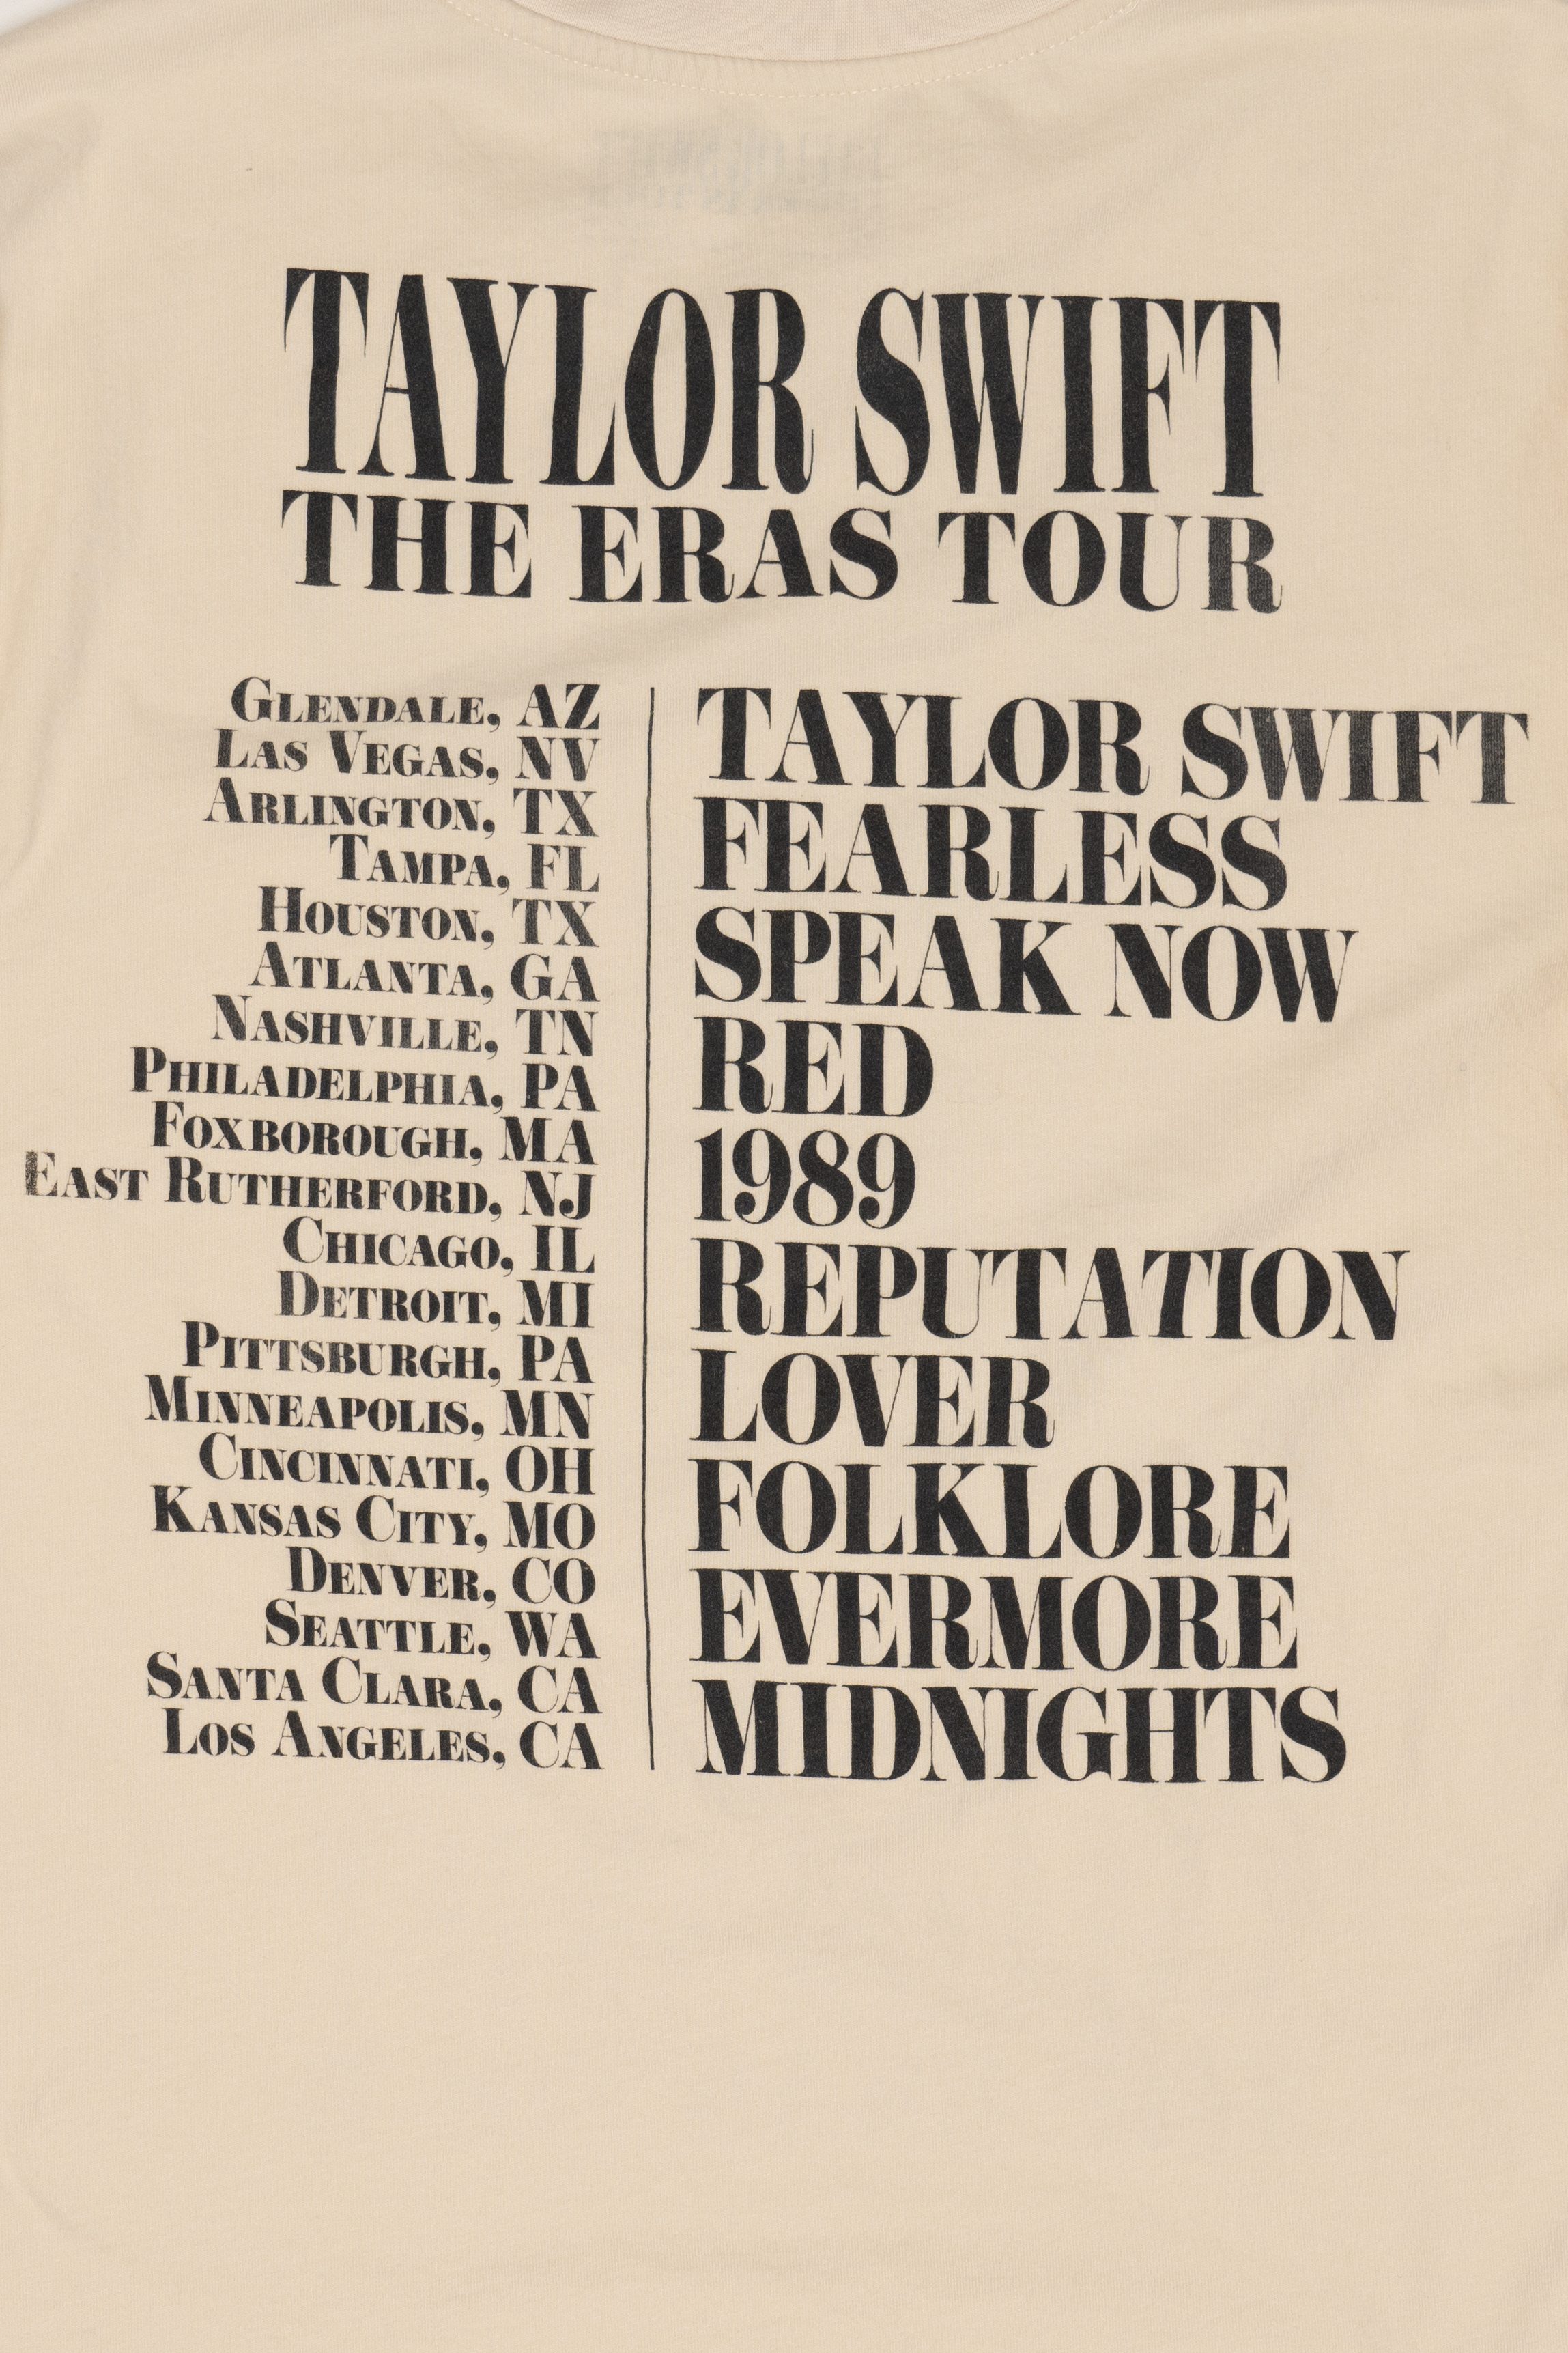 TAYLOR SWIFT
THE ERAS TOUR
Glendale, AZ
Las Vegas, NV
Arlington, TX
Tampa, FL
Houston, TX
Atlanta, GA
Nashville, TN
Philadelphia, PA
Foxborough, MA
East Rutherford, NJ
Chicago, IL
Detroit, MI
Pittsburgh, PA
Minneapolis, MN
Cincinnati, OH
Kansas City, MO
Denver, CO
Seattle, WA
Santa Clara, CA
Los Angeles, CA
TAYLOR SWIFT
FEARLESS
SPEAK NOW
RED
1989
REPUTATION
LOVER
FOLKLORE
EVERMORE
MIDNIGHTS